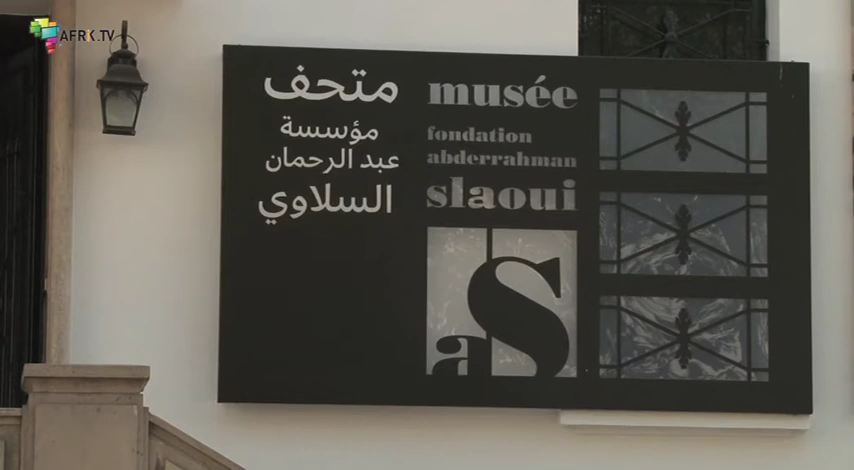 AFRIK.TV
متحف
مؤسسة
عبد الرحمان
السلاوي
musée
fondation
abderrahman
slaoui
aS